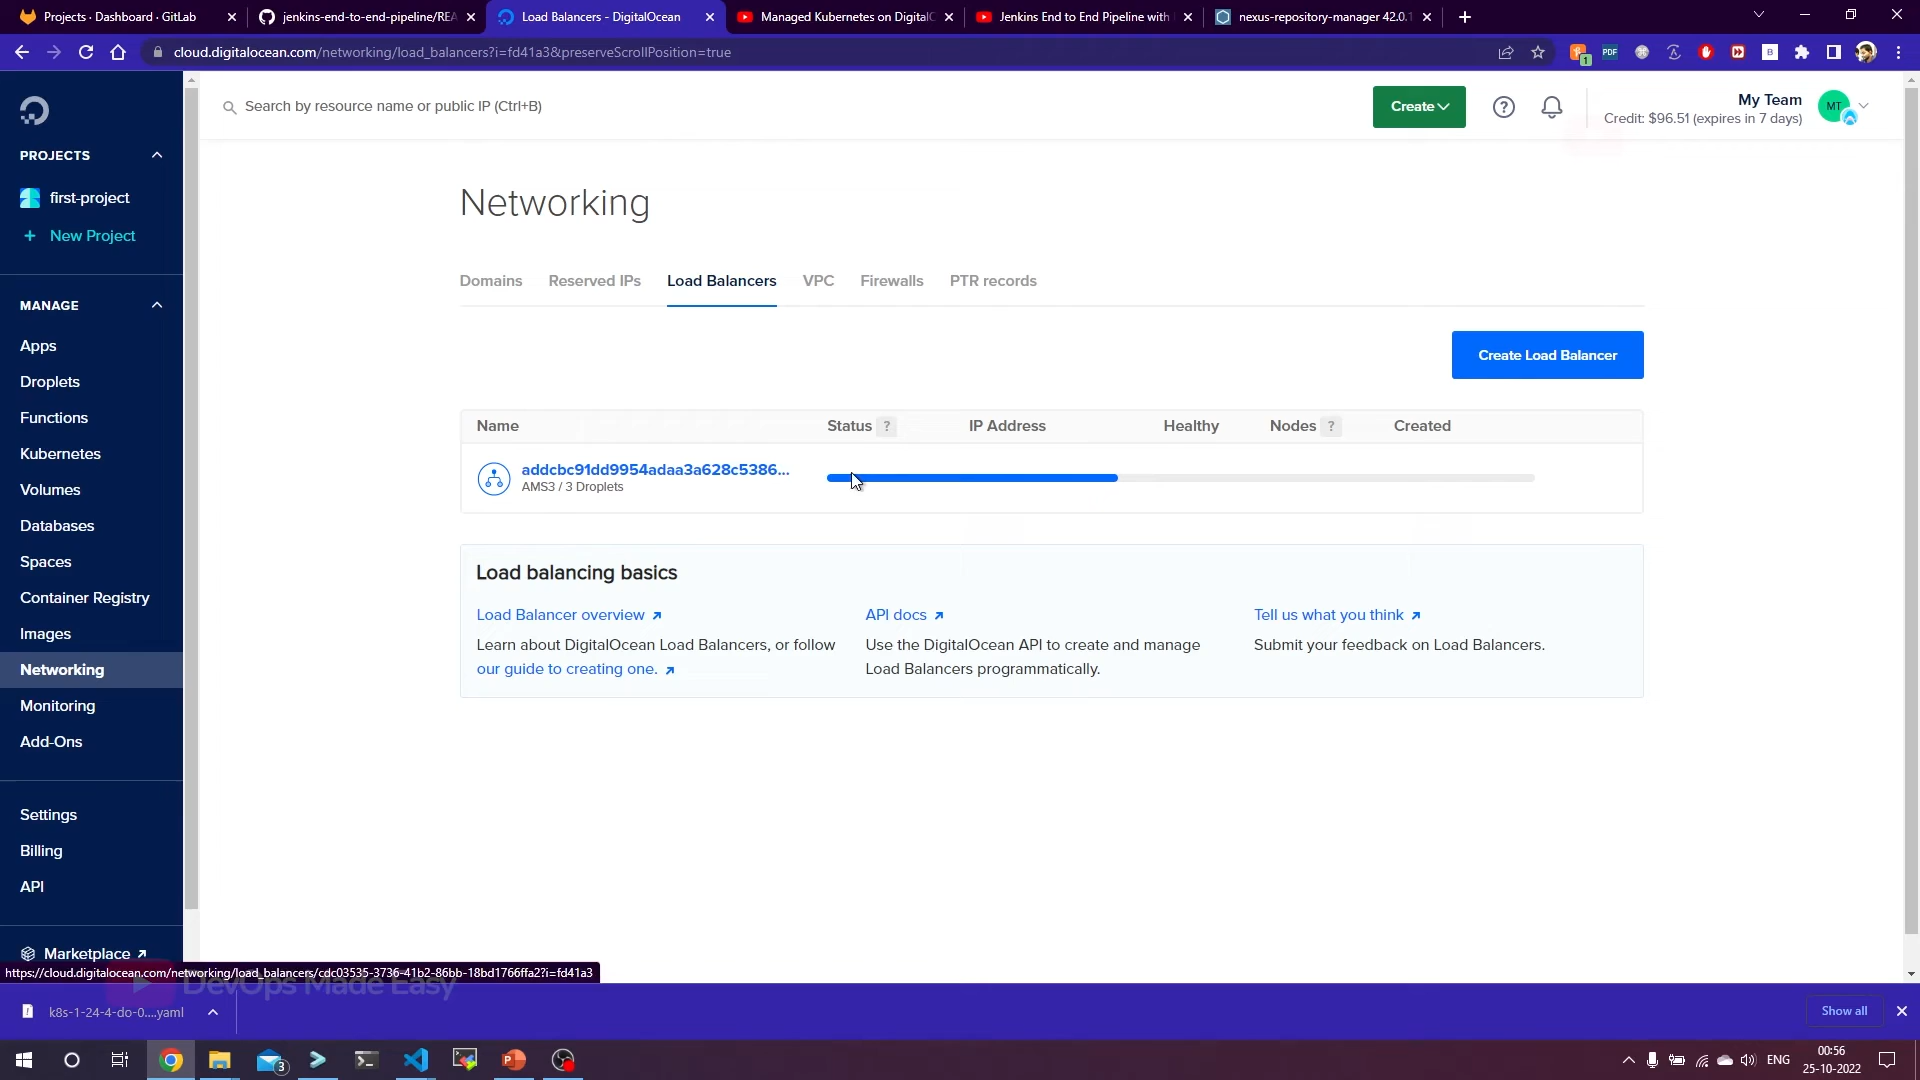 Projects · Dashboard · GitLab
jenkins-end-to-end-pipeline/REA
Load Balancers - DigitalOcean
Managed Kubernetes on DigitalO
Jenkins End to End Pipeline with
nexus-repository-manager 42.0.1
cloud.digitalocean.com/networking/load_balancers?i=fd41a3&preserveScrollPosition=true
1
PDF
B
Search by resource name or public IP (Ctrl+B)
Create
?
My Team
Credit: $96.51 (expires in 7 days)
MT
PROJECTS
first-project
+ New Project
MANAGE
Apps
Droplets
Functions
Kubernetes
Volumes
Databases
Spaces
Container Registry
Images
Networking
Monitoring
Add-Ons
Settings
Billing
API
Marketplace
Networking
Domains
Reserved IPs
Load Balancers
VPC
Firewalls
PTR records
Create Load Balancer
Name
Status ?
IP Address
Healthy
Nodes ?
Created
addcbc91dd9954adaa3a628c5386...
AMS3 / 3 Droplets
Load balancing basics
Load Balancer overview
Learn about DigitalOcean Load Balancers, or follow
our guide to creating one.
API docs
Use the DigitalOcean API to create and manage
Load Balancers programmatically.
Tell us what you think
Submit your feedback on Load Balancers.
https://cloud.digitalocean.com/networking/load_balancers/cdc03535-3736-41b2-86bb-18bd1766ffa2?i=fd41a3
DevOps Made Easy
k8s-1-24-4-do-0....yaml
Show all
3
ENG
00:56
25-10-2022